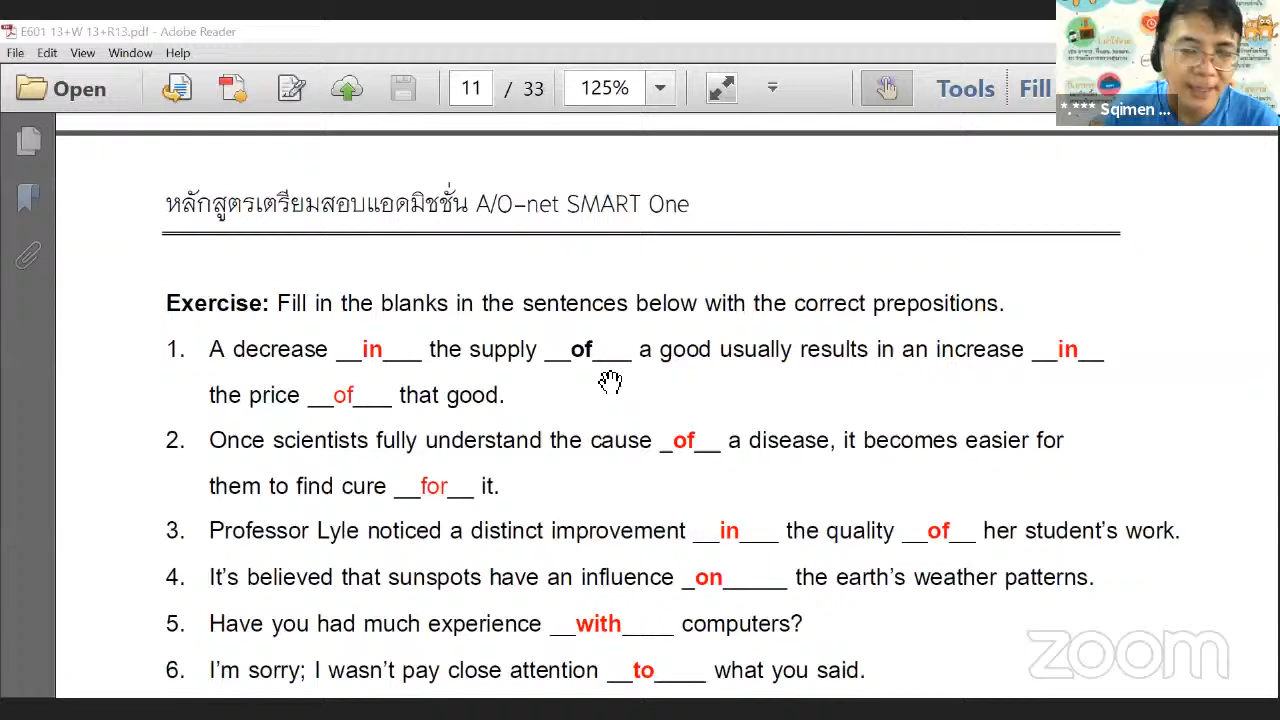 E601 13+W 13+R13.pdf - Adobe Reader
File Edit View Window Help
Open 11 / 33 125% Tools Fill
*.*** Sqimen ...
หลักสูตรเตรียมสอบแอดมิชชั่น A/O-net SMART One
Exercise: Fill in the blanks in the sentences below with the correct prepositions.
1. A decrease __in___ the supply __of___ a good usually results in an increase __in__
the price __of___ that good.
2. Once scientists fully understand the cause _of__ a disease, it becomes easier for
them to find cure __for__ it.
3. Professor Lyle noticed a distinct improvement __in___ the quality __of__ her student's work.
4. It's believed that sunspots have an influence _on_____ the earth's weather patterns.
5. Have you had much experience __with____ computers?
6. I'm sorry; I wasn't pay close attention __to____ what you said.
zoom